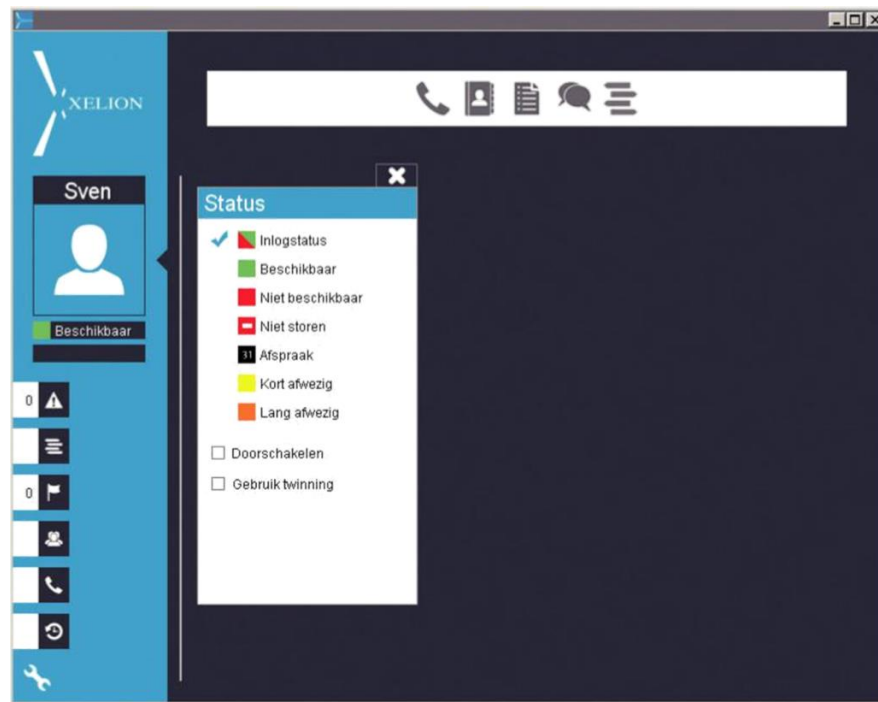 XELION
Sven
Beschikbaar
0
0
Status
Inlogstatus
Beschikbaar
Niet beschikbaar
Niet storen
31 Afspraak
Kort afwezig
Lang afwezig
Doorschakelen
Gebruik twinning